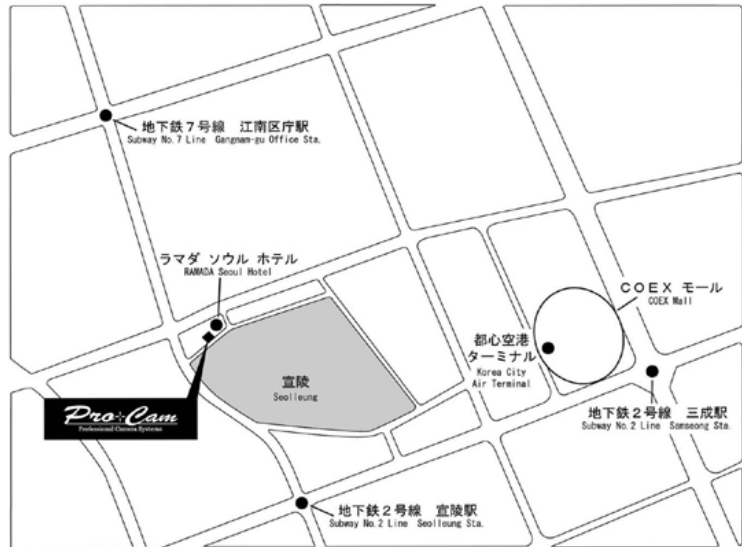 地下鉄7号線 江南区庁駅
Subway No.7 Line Gangnam-gu Office Sta.
ラマダ ソウル ホテル
RAMADA Seoul Hotel
COEX モール
COEX Mall
都心空港
ターミナル
Korea City
Air Terminal
宣陵
Seolleung
地下鉄2号線 三成駅
Subway No.2 Line Samseong Sta.
Pro Cam
Professional Camera Systems
地下鉄2号線 宣陵駅
Subway No.2 Line Seolleung Sta.